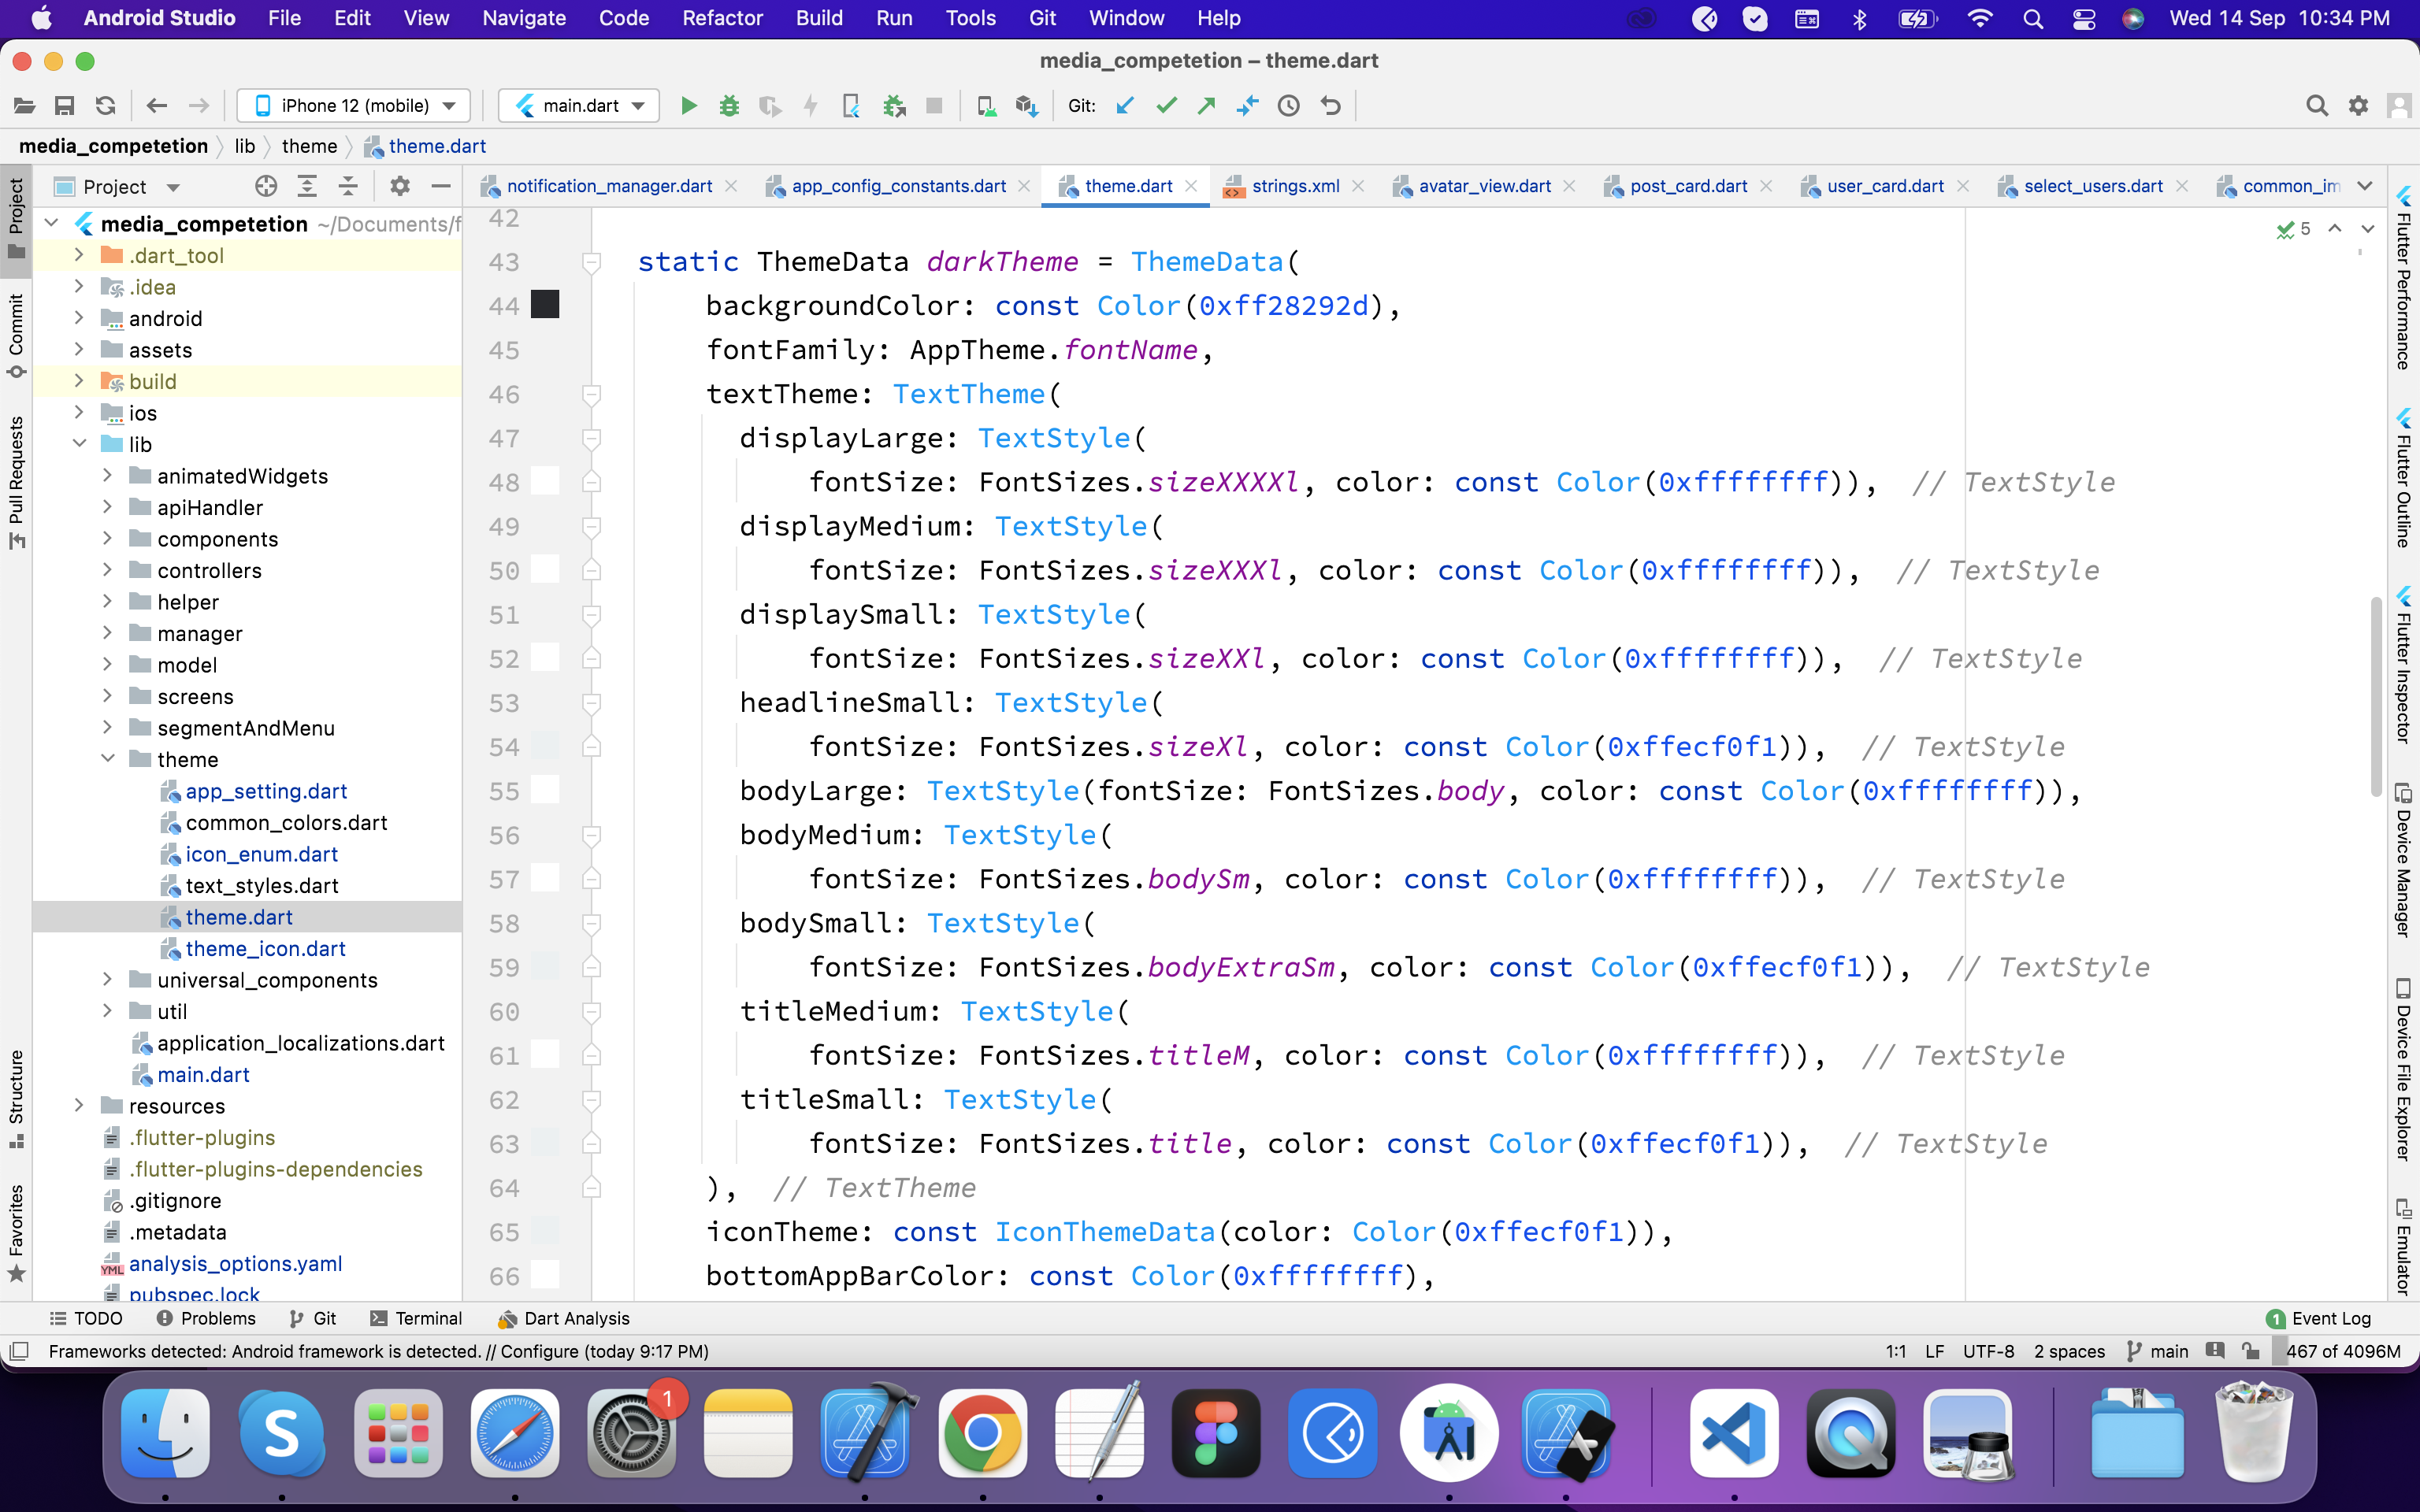 Android Studio File Edit View Navigate Code Refactor Build Run Tools Git Window Help Wed 14 Sep 10:34 PM
media_competetion – theme.dart
iPhone 12 (mobile) main.dart Git:
media_competetion lib theme theme.dart
Project
notification_manager.dart app_config_constants.dart theme.dart strings.xml avatar_view.dart post_card.dart user_card.dart select_users.dart common_im
Project
Commit
Pull Requests
Structure
Favorites
media_competetion ~/Documents/f
.dart_tool
.idea
android
assets
build
ios
lib
animatedWidgets
apiHandler
components
controllers
helper
manager
model
screens
segmentAndMenu
theme
app_setting.dart
common_colors.dart
icon_enum.dart
text_styles.dart
theme.dart
theme_icon.dart
universal_components
util
application_localizations.dart
main.dart
resources
.flutter-plugins
.flutter-plugins-dependencies
.gitignore
.metadata
YML analysis_options.yaml
pubspec.lock
5
42
43 static ThemeData darkTheme = ThemeData(
44 backgroundColor: const Color(0xff28292d),
45 fontFamily: AppTheme.fontName,
46 textTheme: TextTheme(
47 displayLarge: TextStyle(
48 fontSize: FontSizes.sizeXXXXl, color: const Color(0xffffffff)), // TextStyle
49 displayMedium: TextStyle(
50 fontSize: FontSizes.sizeXXXl, color: const Color(0xffffffff)), // TextStyle
51 displaySmall: TextStyle(
52 fontSize: FontSizes.sizeXXl, color: const Color(0xffffffff)), // TextStyle
53 headlineSmall: TextStyle(
54 fontSize: FontSizes.sizeXl, color: const Color(0xffecf0f1)), // TextStyle
55 bodyLarge: TextStyle(fontSize: FontSizes.body, color: const Color(0xffffffff)),
56 bodyMedium: TextStyle(
57 fontSize: FontSizes.bodySm, color: const Color(0xffffffff)), // TextStyle
58 bodySmall: TextStyle(
59 fontSize: FontSizes.bodyExtraSm, color: const Color(0xffecf0f1)), // TextStyle
60 titleMedium: TextStyle(
61 fontSize: FontSizes.titleM, color: const Color(0xffffffff)), // TextStyle
62 titleSmall: TextStyle(
63 fontSize: FontSizes.title, color: const Color(0xffecf0f1)), // TextStyle
64 ), // TextTheme
65 iconTheme: const IconThemeData(color: Color(0xffecf0f1)),
66 bottomAppBarColor: const Color(0xffffffff),
Flutter Performance
Flutter Outline
Flutter Inspector
Device Manager
Device File Explorer
Emulator
TODO Problems Git Terminal Dart Analysis 1 Event Log
Frameworks detected: Android framework is detected. // Configure (today 9:17 PM) 1:1 LF UTF-8 2 spaces main 467 of 4096M
1